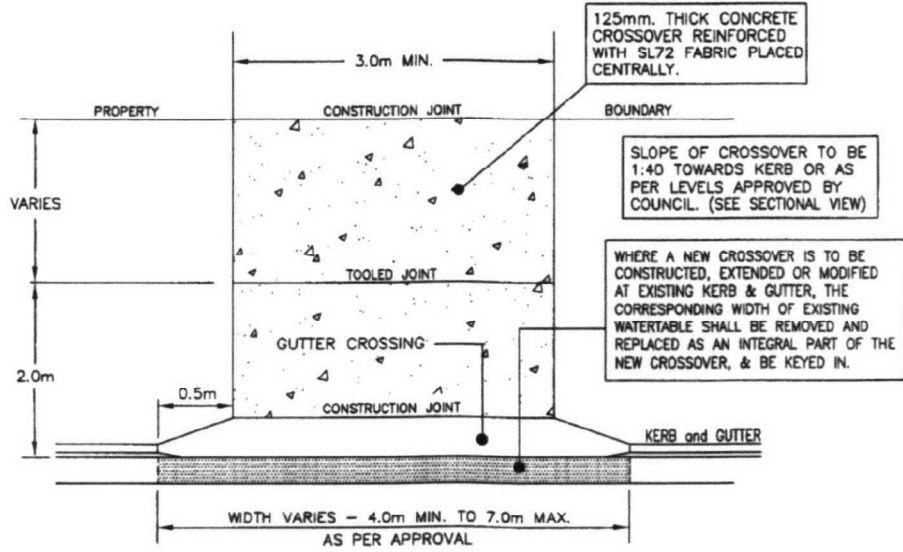 125mm. THICK CONCRETE
CROSSOVER REINFORCED
WITH SL72 FABRIC PLACED
CENTRALLY.
3.0m MIN.
PROPERTY
CONSTRUCTION JOINT
BOUNDARY
SLOPE OF CROSSOVER TO BE
1:40 TOWARDS KERB OR AS
PER LEVELS APPROVED BY
COUNCIL. (SEE SECTIONAL VIEW)
VARIES
WHERE A NEW CROSSOVER IS TO BE
CONSTRUCTED, EXTENDED OR MODIFIED
AT EXISTING KERB & GUTTER, THE
CORRESPONDING WIDTH OF EXISTING
WATERTABLE SHALL BE REMOVED AND
REPLACED AS AN INTEGRAL PART OF THE
NEW CROSSOVER, & BE KEYED IN.
TOOLED JOINT
GUTTER CROSSING
2.0m
0.5m
CONSTRUCTION JOINT
KERB and GUTTER
WIDTH VARIES - 4.0m MIN. TO 7.0m MAX.
AS PER APPROVAL